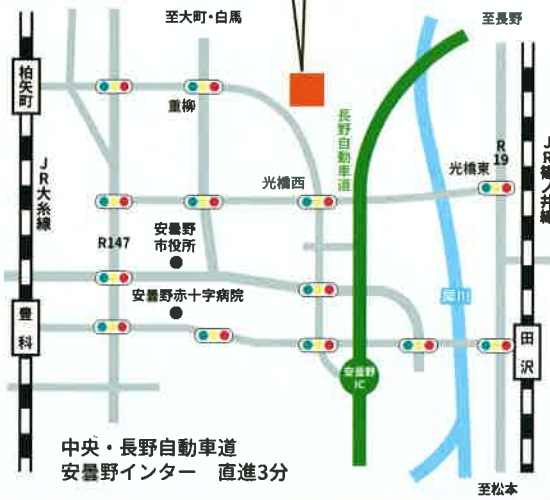 至大町・白馬
至長野
柏矢町
重柳
長野自動車道
R
19
JR大糸線
光橋西
光橋東
JR篠ノ井線
R147
安曇野
市役所
安曇野赤十字病院
犀川
豊科
田沢
安曇野
IC
中央・長野自動車道
安曇野インター　直進3分
至松本